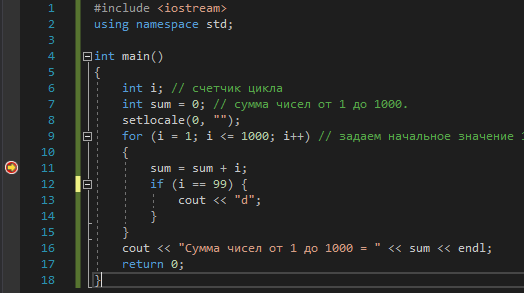 1 #include <iostream>
2 using namespace std;
3
4 int main()
5 {
6 int i; // счетчик цикла
7 int sum = 0; // сумма чисел от 1 до 1000.
8 setlocale(0, "");
9 for (i = 1; i <= 1000; i++) // задаем начальное значение
10 {
11 sum = sum + i;
12 if (i == 99) {
13 cout << "d";
14 }
15 }
16 cout << "Сумма чисел от 1 до 1000 = " << sum << endl;
17 return 0;
18 }